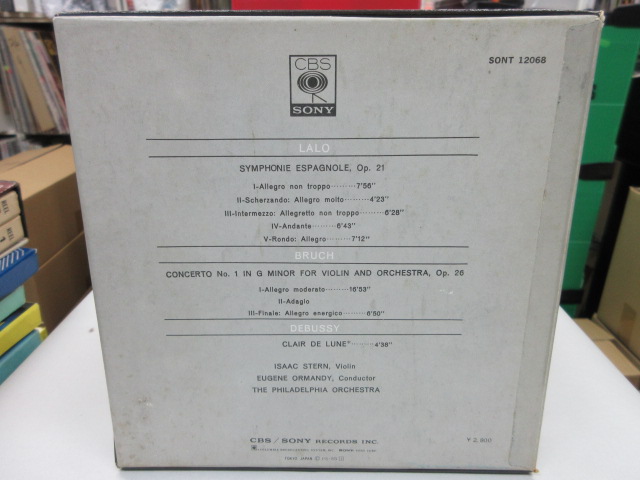 CBS
SONY
SONT 12068
LALO
SYMPHONIE ESPAGNOLE, Op. 21
I-Allegro non troppo·········7'56"
II-Scherzando: Allegro molto·········4'23"
III-Intermezzo: Allegretto non troppo·········6'28"
IV-Andante·········6'43"
V-Rondo: Allegro·········7'12"
BRUCH
CONCERTO No. 1 IN G MINOR FOR VIOLIN AND ORCHESTRA, Op. 26
I-Allegro moderato·········16'53"
II-Adagio
III-Finale: Allegro energico·········6'50"
DEBUSSY
CLAIR DE LUNE*·········4'38"
ISAAC STERN, Violin
EUGENE ORMANDY, Conductor
THE PHILADELPHIA ORCHESTRA
CBS / SONY RECORDS INC.
TOKYO JAPAN